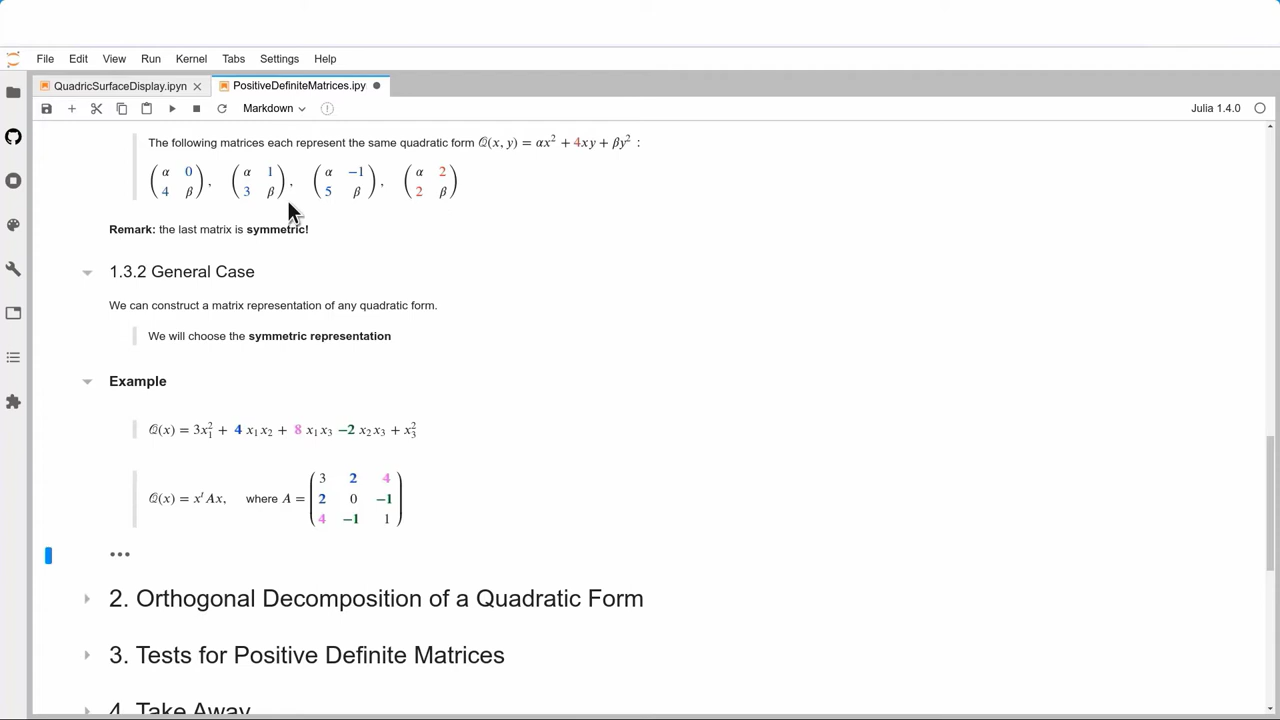 File Edit View Run Kernel Tabs Settings Help
QuadricSurfaceDisplay.ipyn × PositiveDefiniteMatrices.ipy
Markdown Julia 1.4.0
The following matrices each represent the same quadratic form 𝒬(x, y) = αx² + 4xy + βy² :
(α 0; 4 β), (α 1; 3 β), (α −1; 5 β), (α 2; 2 β)
Remark: the last matrix is symmetric!
1.3.2 General Case
We can construct a matrix representation of any quadratic form.
We will choose the symmetric representation
Example
𝒬(x) = 3x₁² + 4 x₁x₂ + 8 x₁x₃ −2 x₂x₃ + x₃²
𝒬(x) = xᵗAx, where A = (3 2 4; 2 0 −1; 4 −1 1)
•••
2. Orthogonal Decomposition of a Quadratic Form
3. Tests for Positive Definite Matrices
4. Take Away